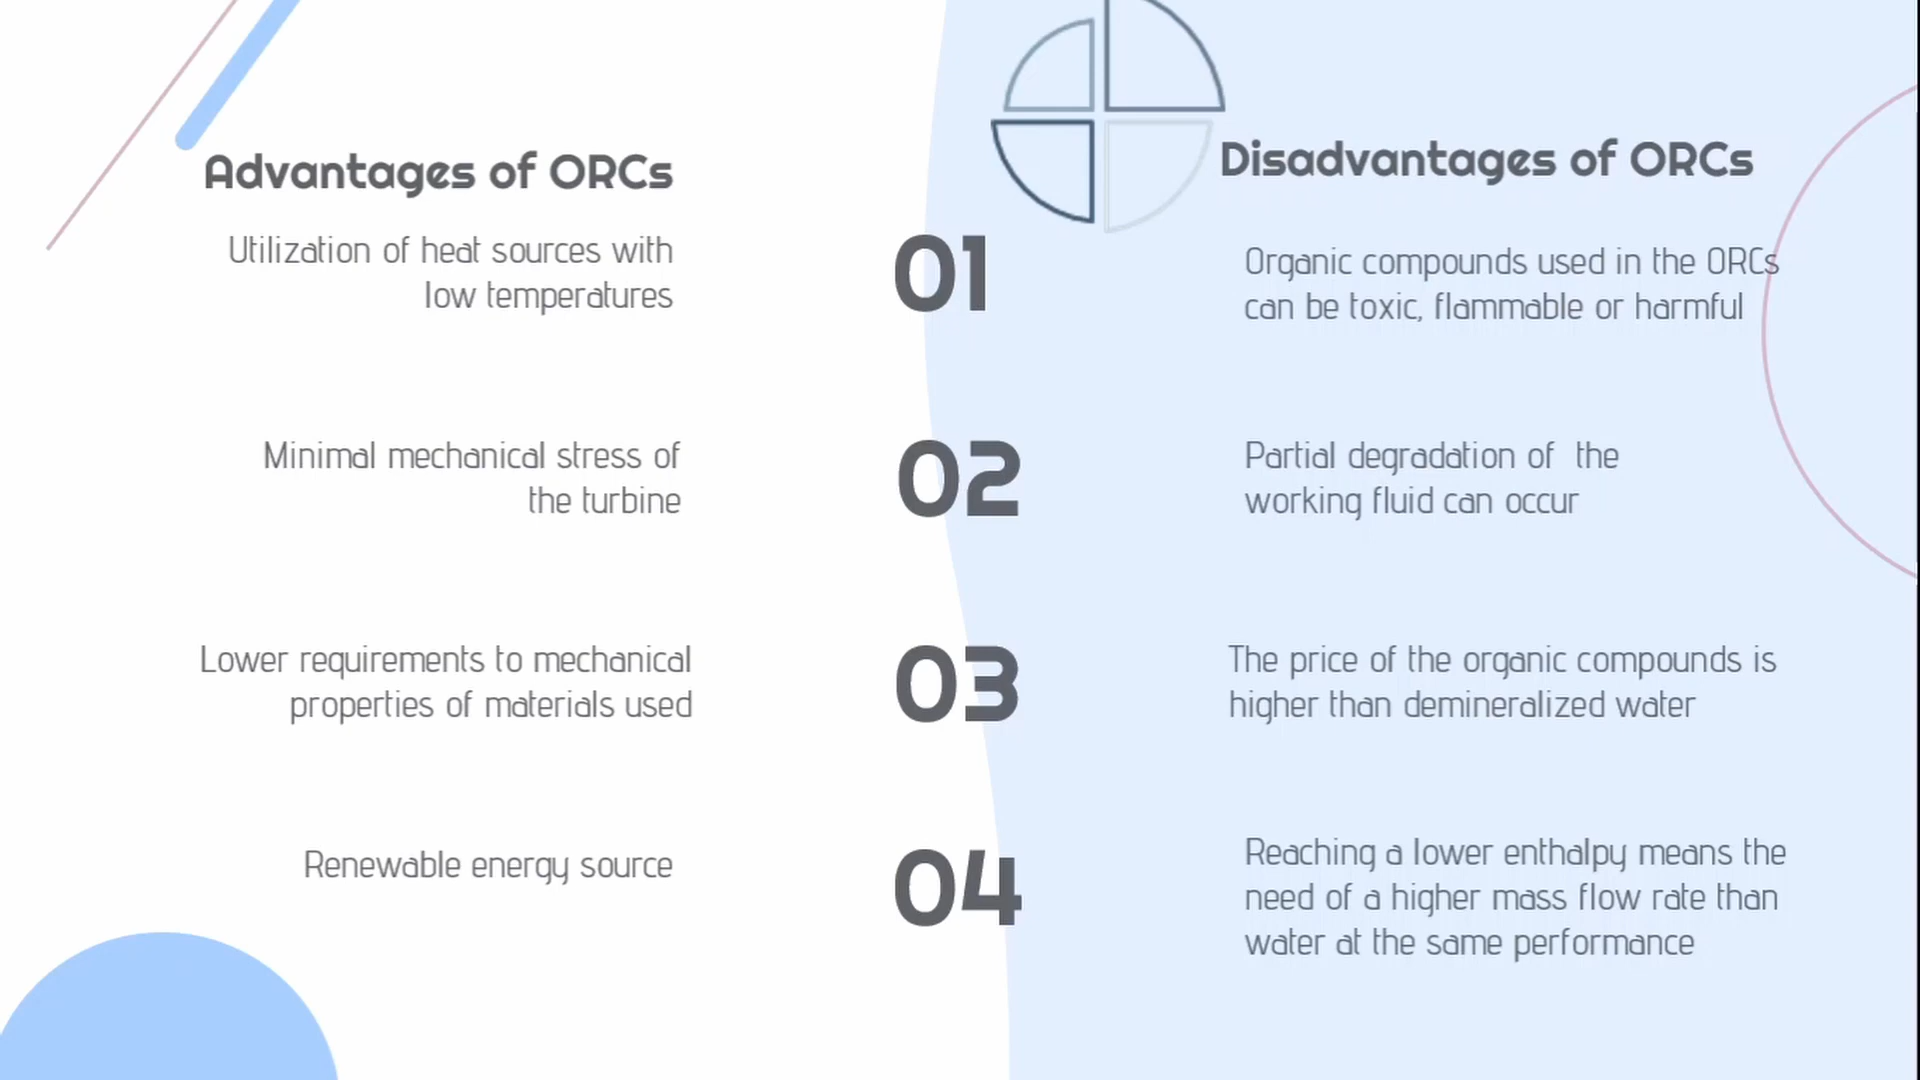 Advantages of ORCs
Disadvantages of ORCs
Utilization of heat sources with
low temperatures
01
Organic compounds used in the ORCs
can be toxic, flammable or harmful
Minimal mechanical stress of
the turbine
02
Partial degradation of  the
working fluid can occur
Lower requirements to mechanical
properties of materials used
03
The price of the organic compounds is
higher than demineralized water
Renewable energy source
04
Reaching a lower enthalpy means the
need of a higher mass flow rate than
water at the same performance